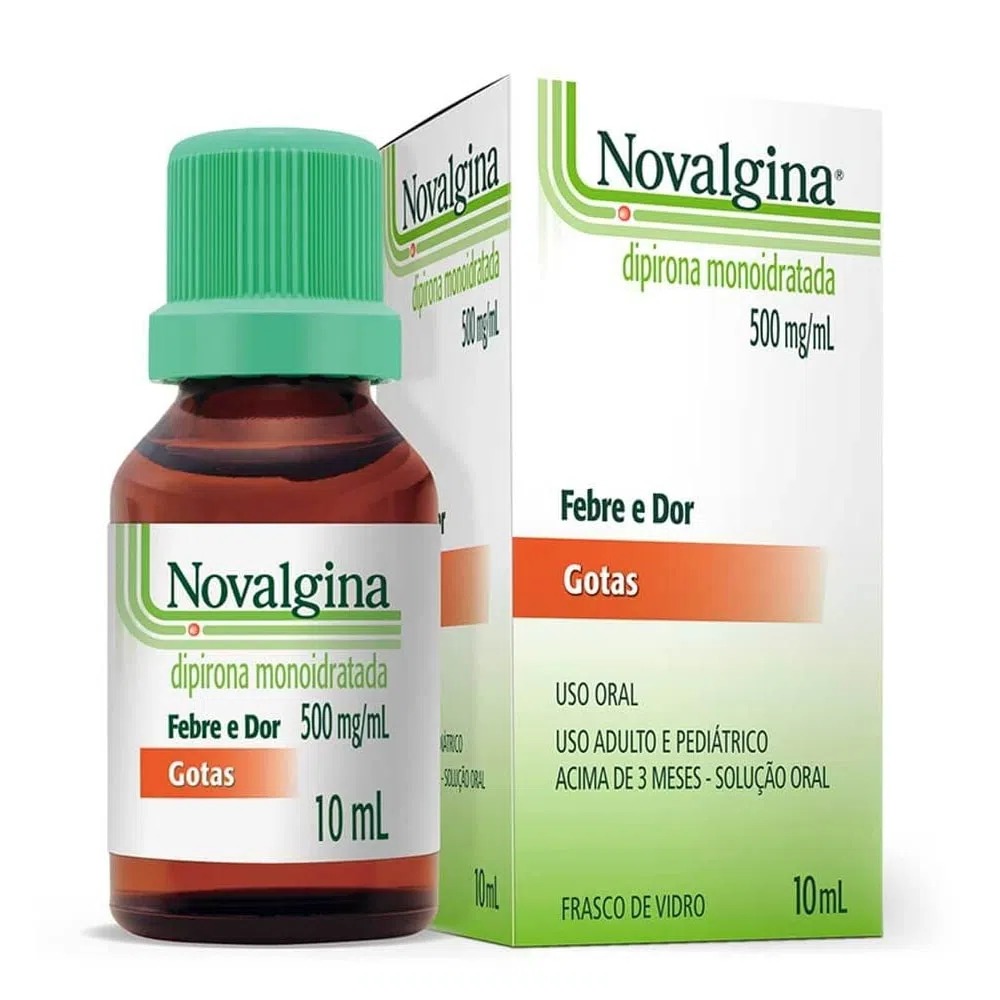 Novalgina
dipirona monoidratada
Febre e Dor 500 mg/mL
Gotas
10 mL
Novalgina
dipirona monoidratada
500 mg/mL
- SOLUÇÃO ORAL
10mL
Novalgina®
dipirona monoidratada
500 mg/mL
Febre e Dor
Gotas
USO ORAL
USO ADULTO E PEDIÁTRICO
ACIMA DE 3 MESES - SOLUÇÃO ORAL
FRASCO DE VIDRO
10mL